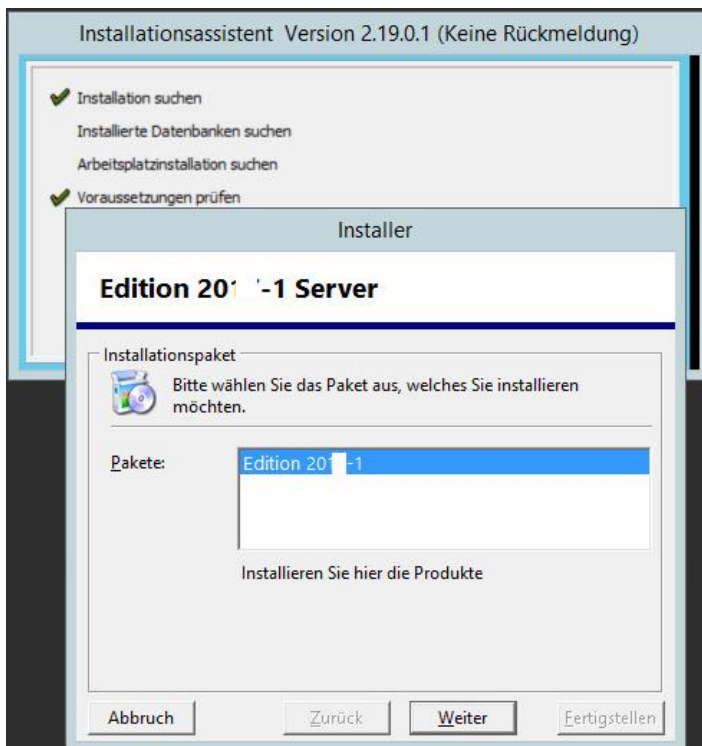 Installationsassistent Version 2.19.0.1 (Keine Rückmeldung)
Installation suchen
Installierte Datenbanken suchen
Arbeitsplatzinstallation suchen
Voraussetzungen prüfen
Installer
Edition 20 -1 Server
Installationspaket
Bitte wählen Sie das Paket aus, welches Sie installieren
möchten.
Pakete:
Edition 20 -1
Installieren Sie hier die Produkte
Abbruch
Zurück
Weiter
Fertigstellen